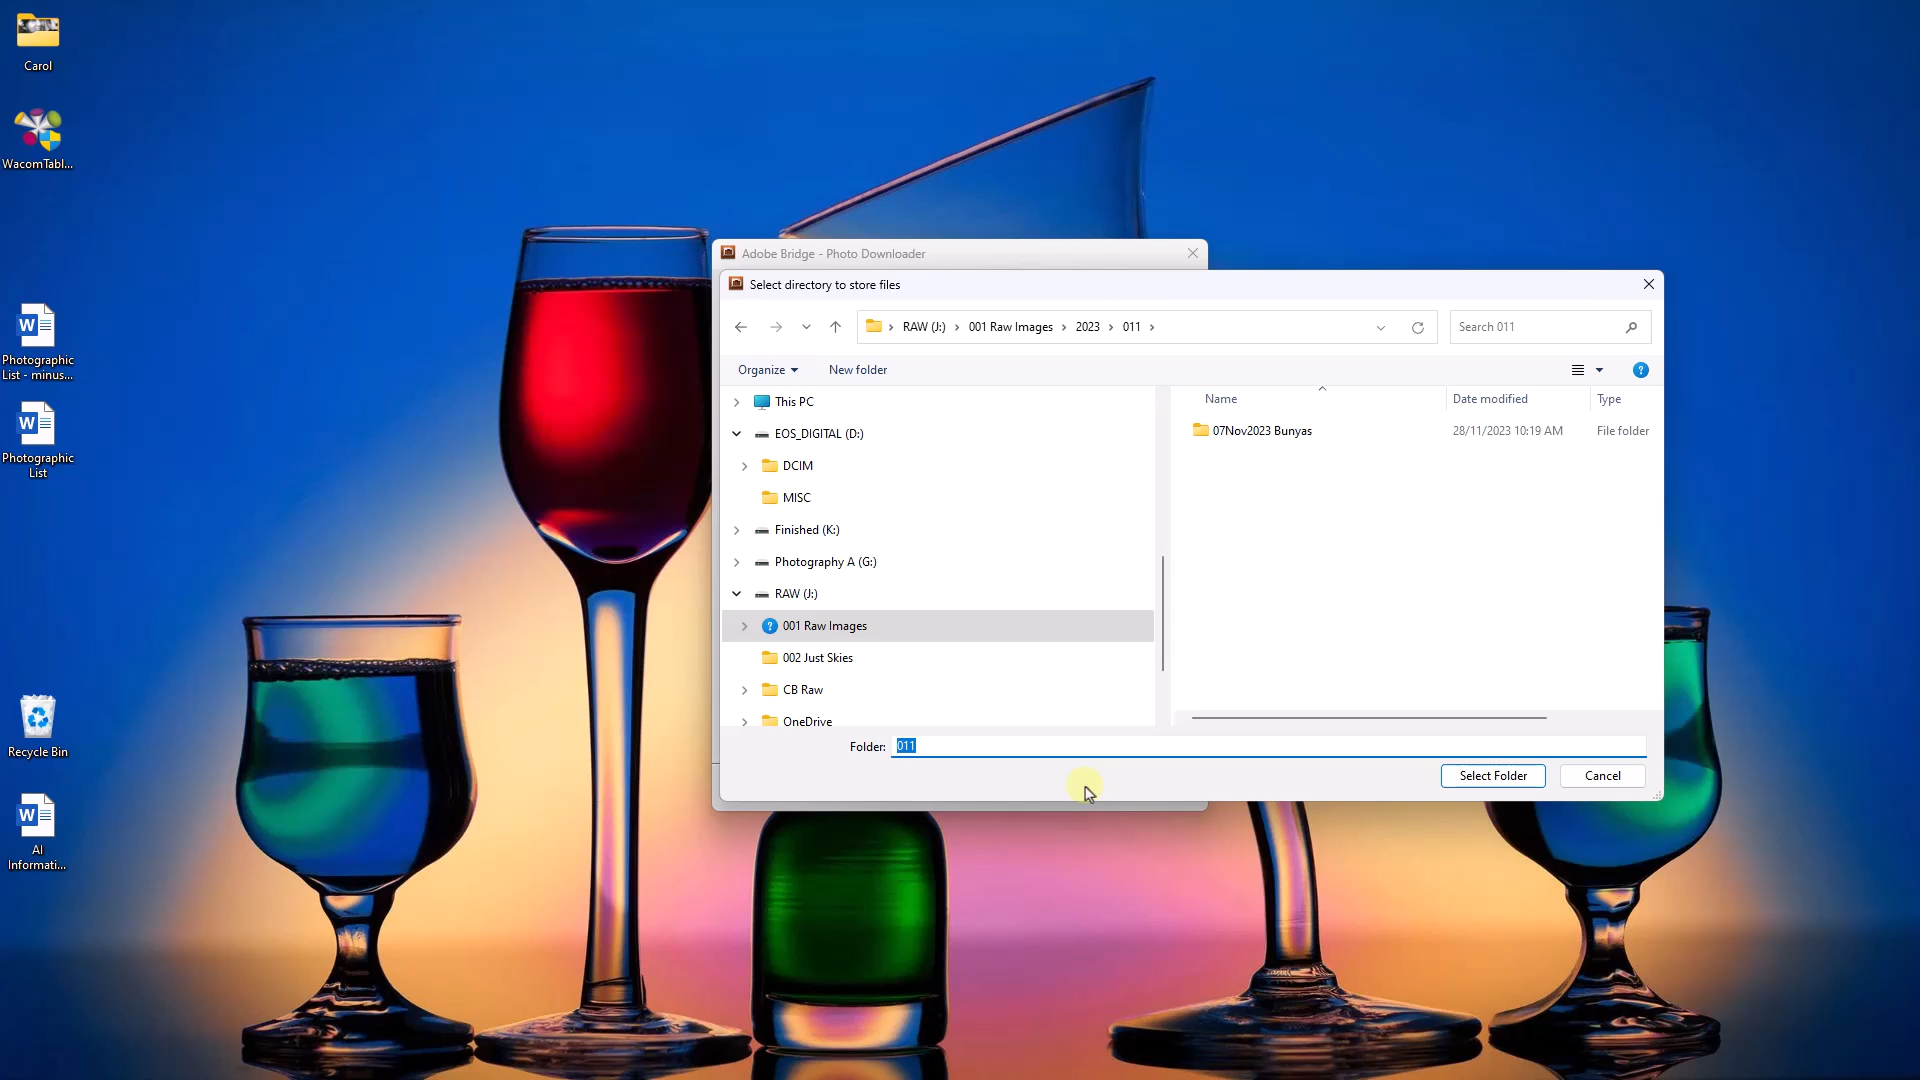 Carol
WacomTabl...
Photographic
List - minus...
Photographic
List
Recycle Bin
AI
Informati...
Adobe Bridge - Photo Downloader
Select directory to store files
RAW (J:) > 001 Raw Images > 2023 > 011 >
Search 011
Organize
New folder
?
This PC
EOS_DIGITAL (D:)
DCIM
MISC
Finished (K:)
Photography A (G:)
RAW (J:)
? 001 Raw Images
002 Just Skies
CB Raw
OneDrive
Name Date modified Type
07Nov2023 Bunyas 28/11/2023 10:19 AM File folder
Folder: 011
Select Folder Cancel